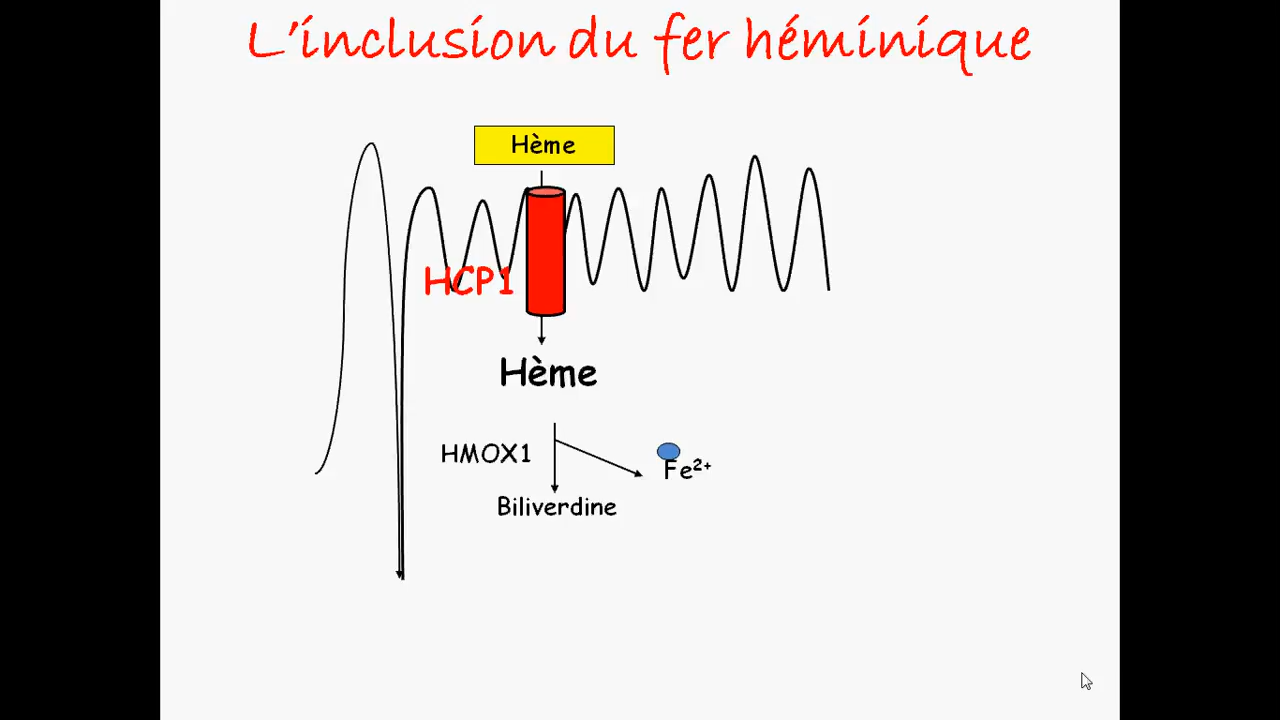 L'inclusion du fer héminique
Hème
HCP1
Hème
HMOX1
Fe²⁺
Biliverdine